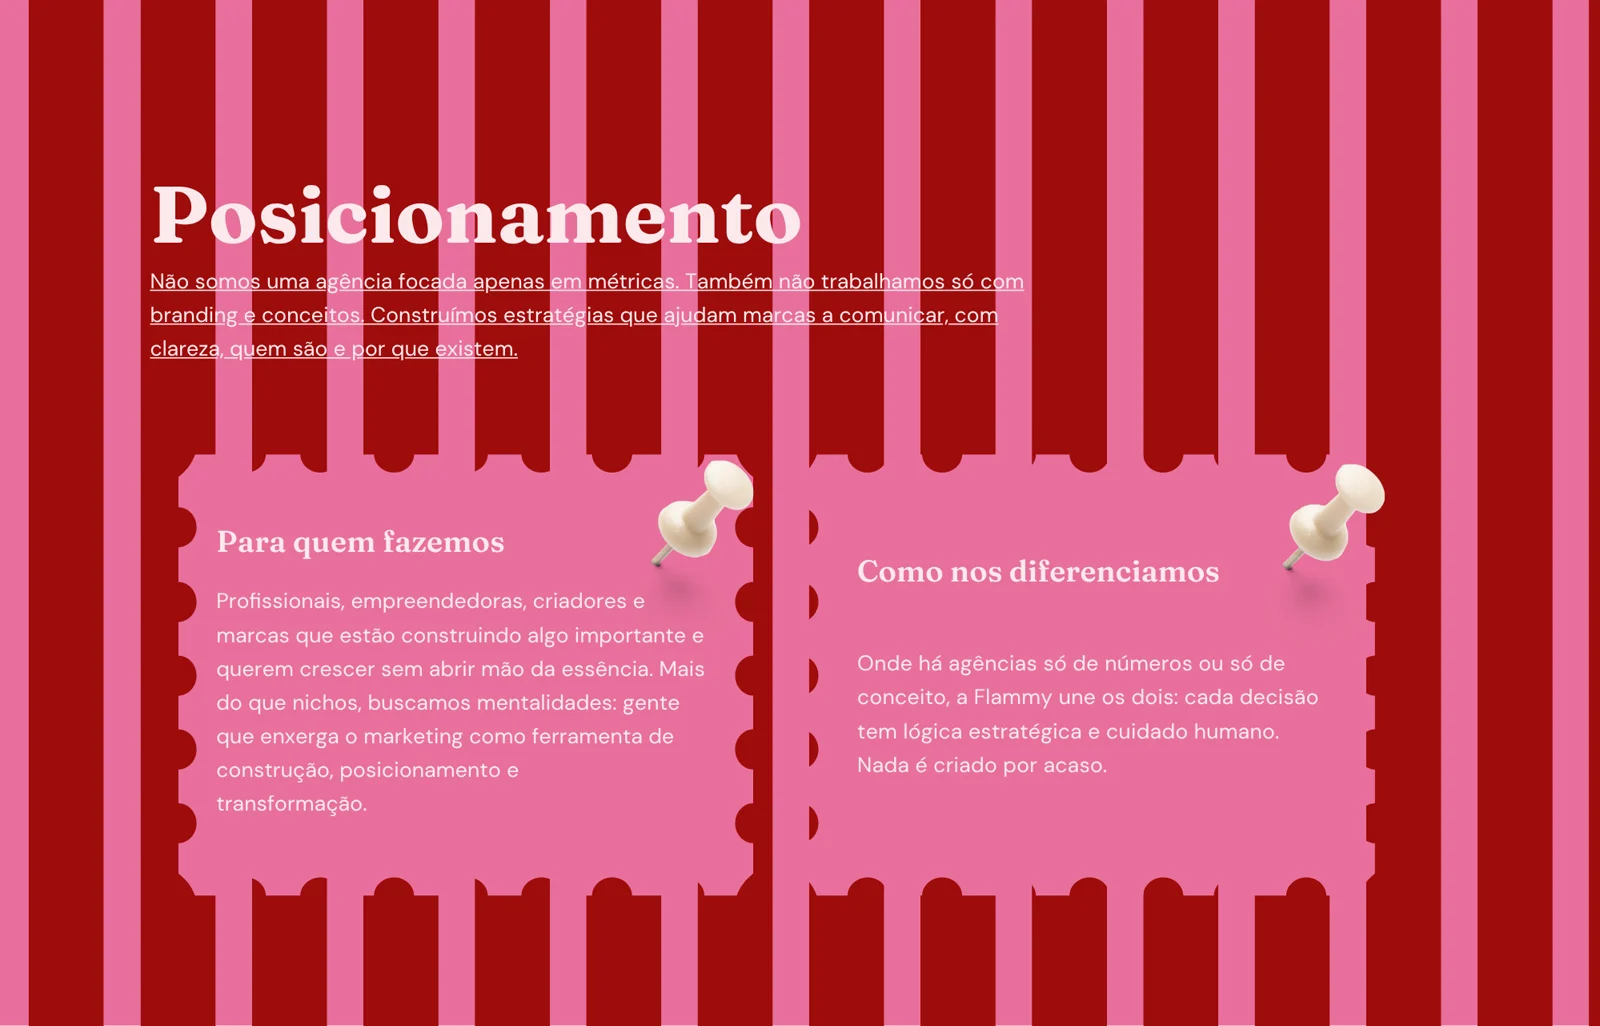 Posicionamento
Não somos uma agência focada apenas em métricas. Também não trabalhamos só com
branding e conceitos. Construímos estratégias que ajudam marcas a comunicar, com
clareza, quem são e por que existem.
Para quem fazemos
Profissionais, empreendedoras, criadores e
marcas que estão construindo algo importante e
querem crescer sem abrir mão da essência. Mais
do que nichos, buscamos mentalidades: gente
que enxerga o marketing como ferramenta de
construção, posicionamento e
transformação.
Como nos diferenciamos
Onde há agências só de números ou só de
conceito, a Flammy une os dois: cada decisão
tem lógica estratégica e cuidado humano.
Nada é criado por acaso.